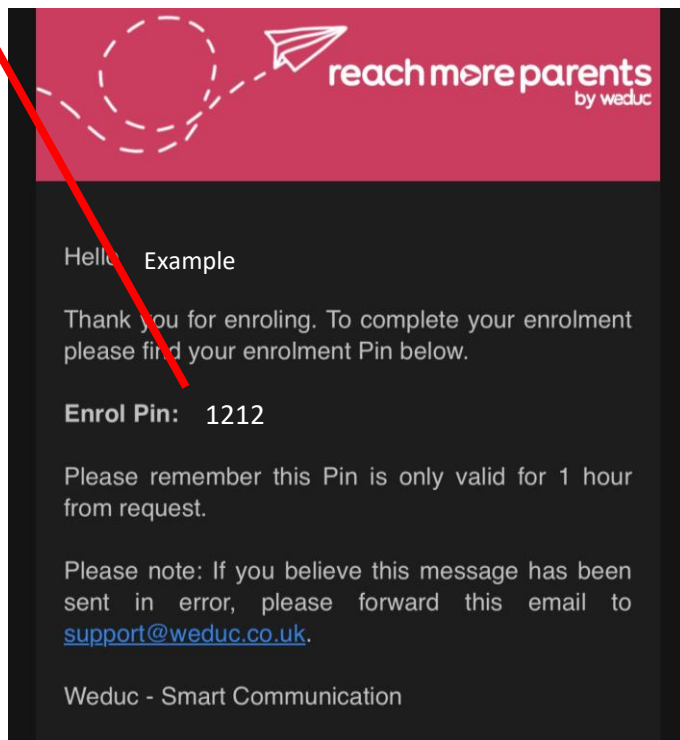 reach more parents
by weduc
Hello Example
Thank you for enroling. To complete your enrolment
please find your enrolment Pin below.
Enrol Pin: 1212
Please remember this Pin is only valid for 1 hour
from request.
Please note: If you believe this message has been
sent in error, please forward this email to
support@weduc.co.uk.
Weduc - Smart Communication